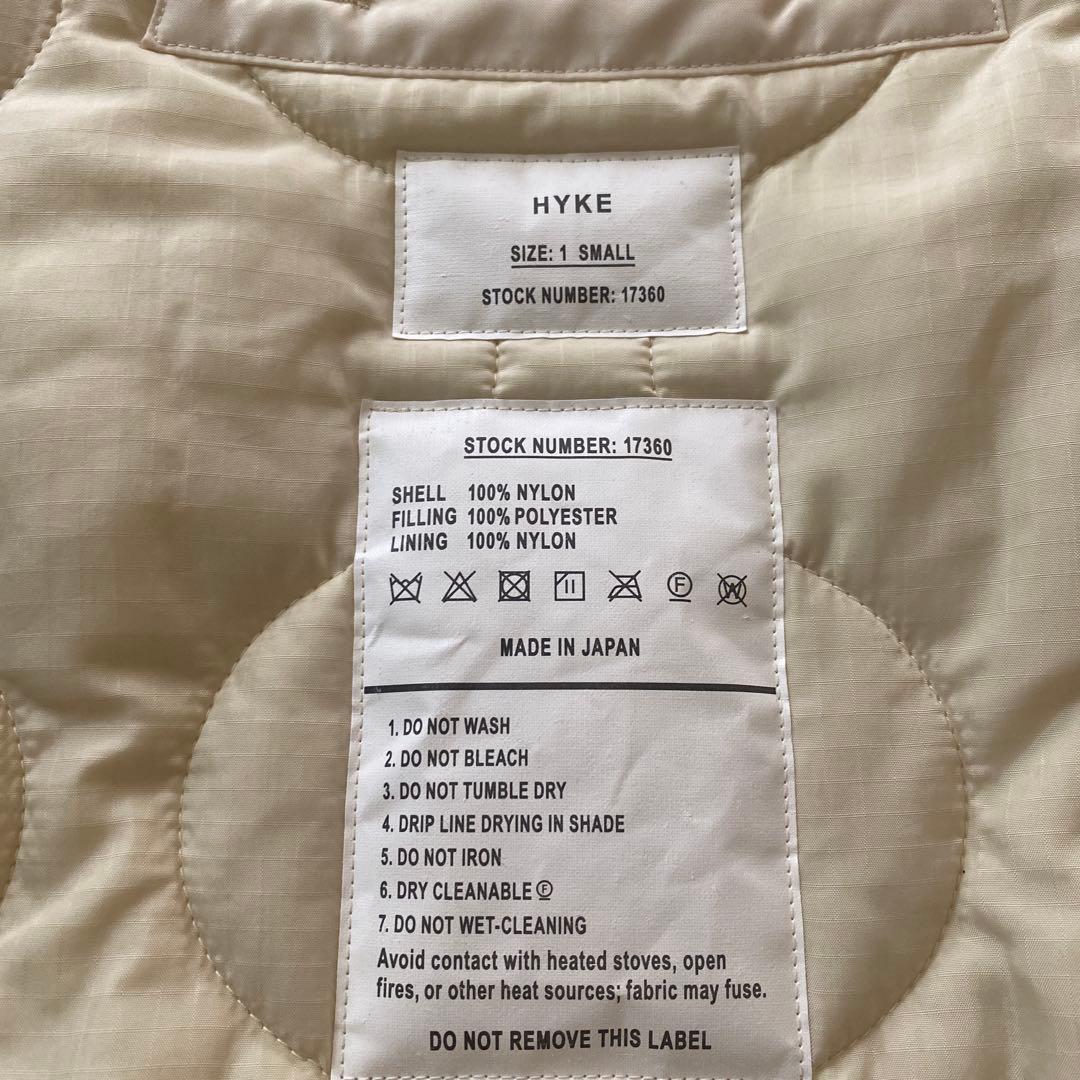 HYKE
SIZE: 1 SMALL
STOCK NUMBER: 17360
STOCK NUMBER: 17360
SHELL 100% NYLON
FILLING 100% POLYESTER
LINING 100% NYLON
F W
MADE IN JAPAN
1. DO NOT WASH
2. DO NOT BLEACH
3. DO NOT TUMBLE DRY
4. DRIP LINE DRYING IN SHADE
5. DO NOT IRON
6. DRY CLEANABLE Ⓕ
7. DO NOT WET-CLEANING
Avoid contact with heated stoves, open
fires, or other heat sources; fabric may fuse.
DO NOT REMOVE THIS LABEL